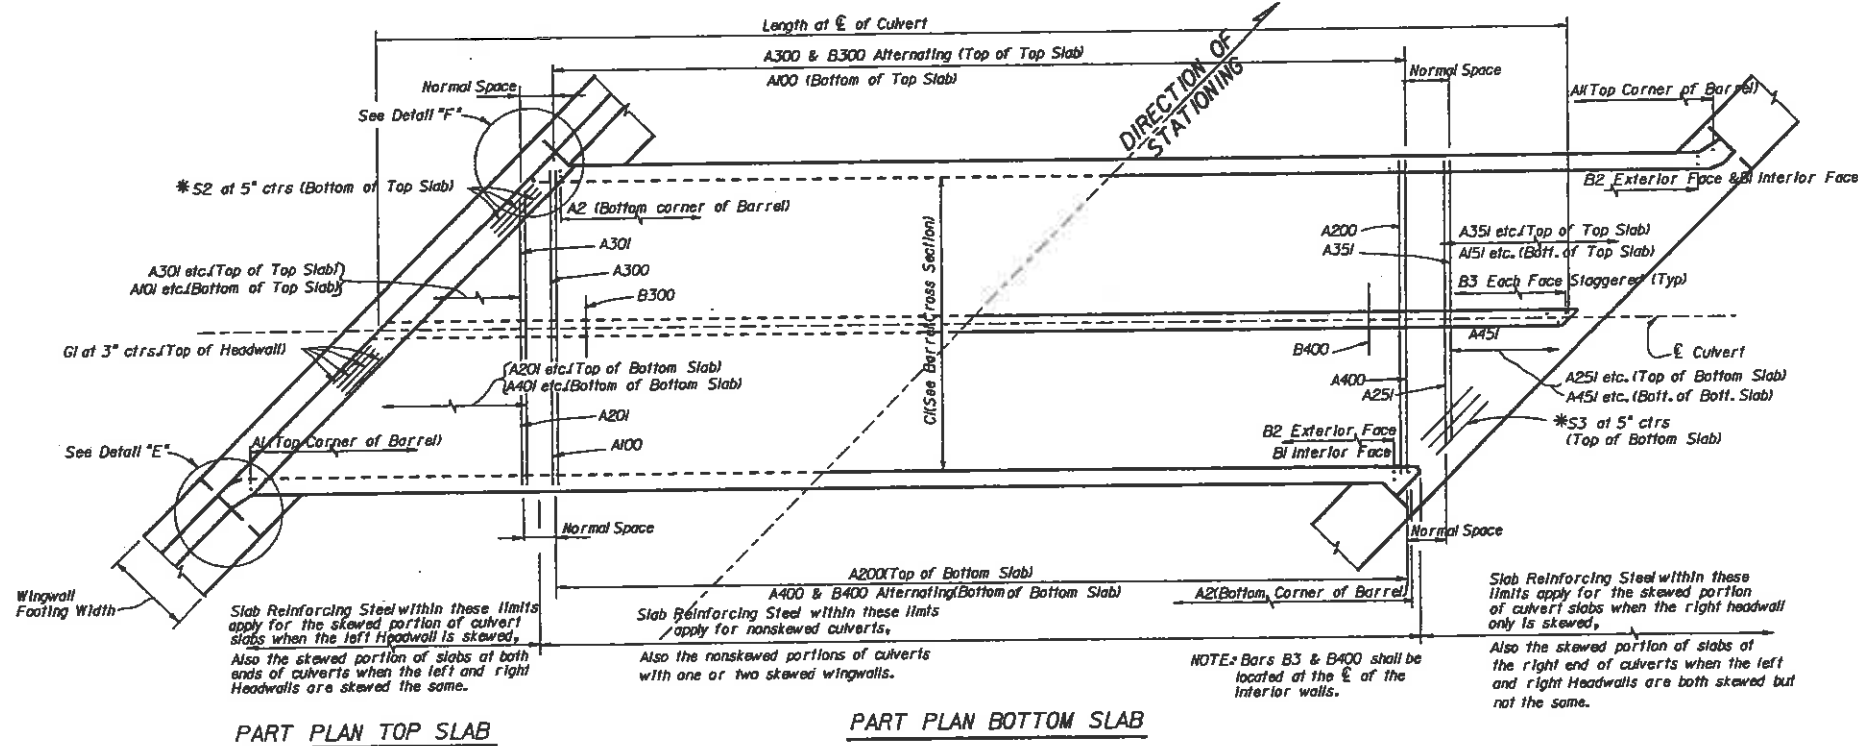 Length at ℄ of Culvert
A300 & B300 Alternating (Top of Top Slab)
A100 (Bottom of Top Slab)
Normal Space
Normal Space
See Detail "F"
DIRECTION OF
STATIONING
A1(Top Corner of Barrel)
*S2 at 5" ctrs (Bottom of Top Slab)
B2 Exterior Face & B1 Interior Face
A2 (Bottom corner of Barrel)
A301
A300
B300
A301 etc.(Top of Top Slab)
A101 etc.(Bottom of Top Slab)
C1(See Barrel Cross Section)
A200
A351
A351 etc.(Top of Top Slab)
A151 etc.(Bott. of Top Slab)
B3 Each Face Staggered (Typ)
G1 at 3" ctrs.(Top of Headwall)
A201 etc.(Top of Bottom Slab)
A401 etc.(Bottom of Bottom Slab)
B400
A451
℄ Culvert
A400
A251
A251 etc. (Top of Bottom Slab)
A451 etc. (Bott. of Bott. Slab)
*S3 at 5" ctrs
(Top of Bottom Slab)
A201
A100
See Detail "E"
A1(Top Corner of Barrel)
B2 Exterior Face
B1 Interior Face
Normal Space
Normal Space
A200(Top of Bottom Slab)
A400 & B400 Alternating(Bottom of Bottom Slab)
A2(Bottom Corner of Barrel)
Wingwall
Footing Width
Slab Reinforcing Steel within these limits
apply for the skewed portion of culvert
slabs when the left Headwall is skewed,
Also the skewed portion of slabs at both
ends of culverts when the left and right
Headwalls are skewed the same.
Slab Reinforcing Steel within these limits
apply for nonskewed culverts,
Also the nonskewed portions of culverts
with one or two skewed wingwalls.
NOTE: Bars B3 & B400 shall be
located at the ℄ of the
interior walls.
Slab Reinforcing Steel within these
limits apply for the skewed portion
of culvert slabs when the right headwall
only is skewed,
Also the skewed portion of slabs at
the right end of culverts when the left
and right Headwalls are both skewed but
not the same.
PART PLAN TOP SLAB
PART PLAN BOTTOM SLAB